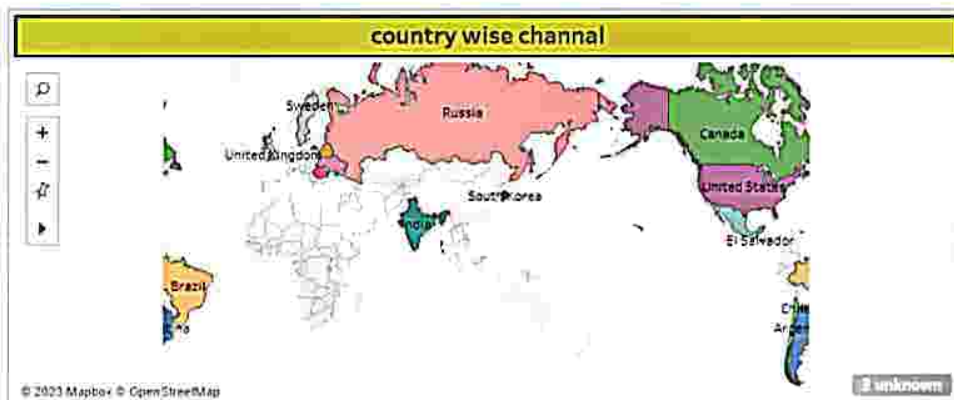 country wise channal
Sweden
Russia
Canada
United Kingdom
United States
South Korea
India
El Salvador
Brazil
© 2023 Mapbox © OpenStreetMap
3 unknown